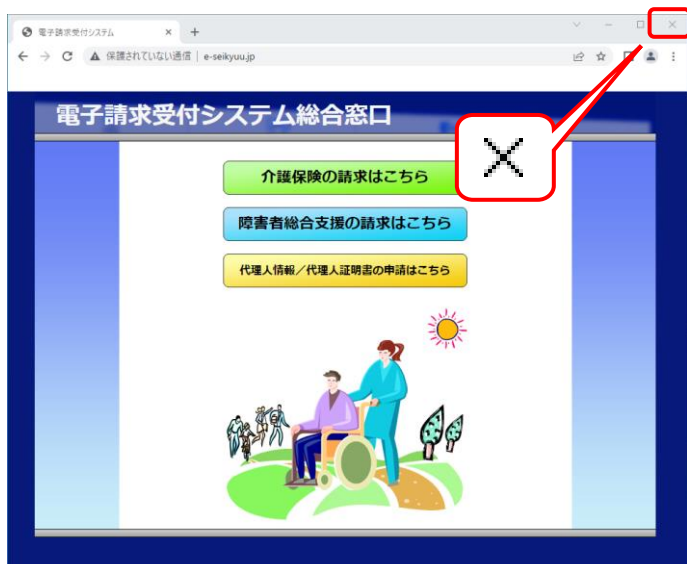 電子請求受付システム
保護されていない通信 | e-seikyuu.jp
電子請求受付システム総合窓口
介護保険の請求はこちら
障害者総合支援の請求はこちら
代理人情報／代理人証明書の申請はこちら